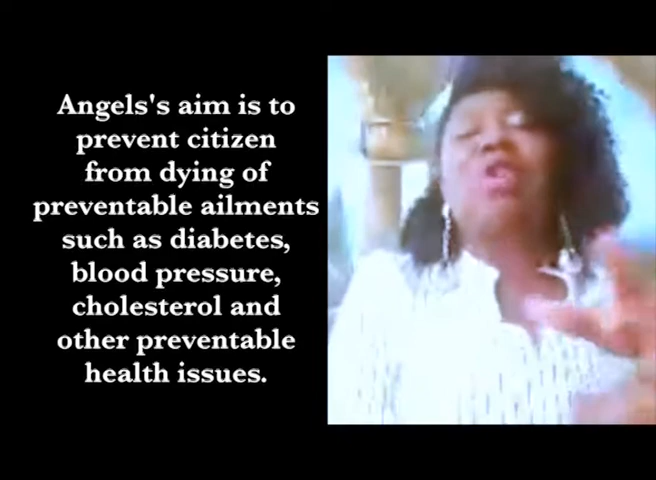 Angels's aim is to
prevent citizen
from dying of
preventable ailments
such as diabetes,
blood pressure,
cholesterol and
other preventable
health issues.